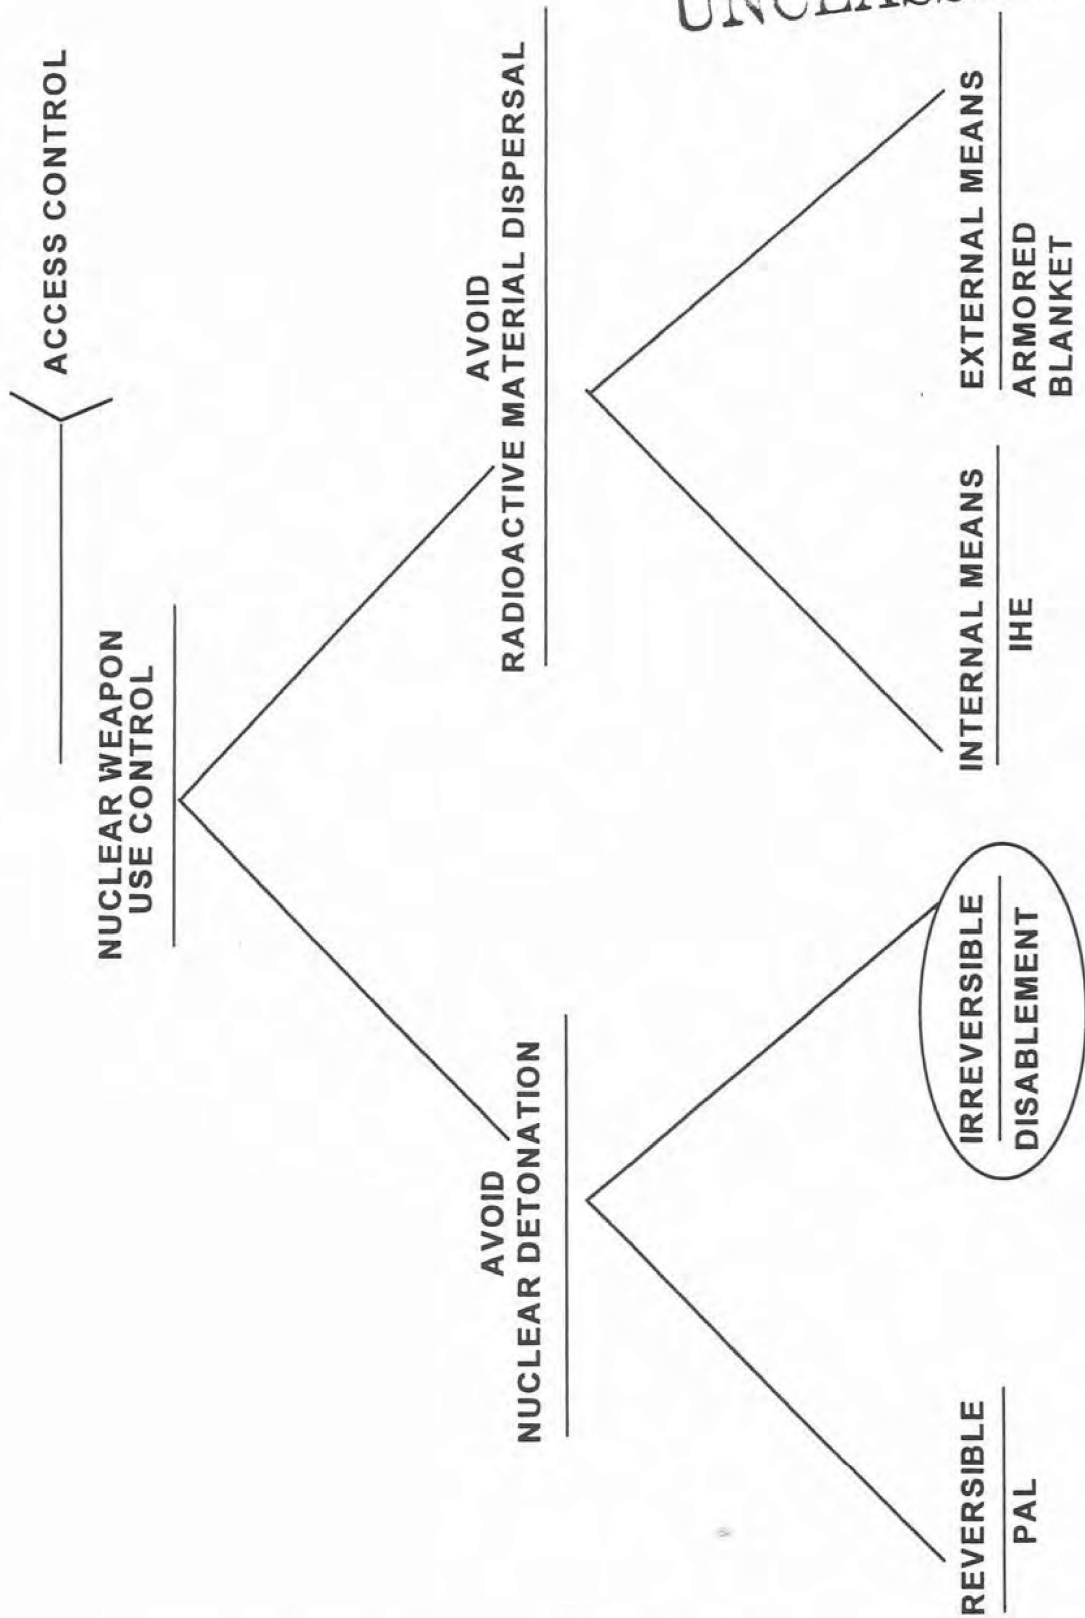 ACCESS CONTROL
NUCLEAR WEAPON
USE CONTROL
AVOID
NUCLEAR DETONATION
AVOID
RADIOACTIVE MATERIAL DISPERSAL
REVERSIBLE
PAL
IRREVERSIBLE
DISABLEMENT
INTERNAL MEANS
IHE
EXTERNAL MEANS
ARMORED
BLANKET